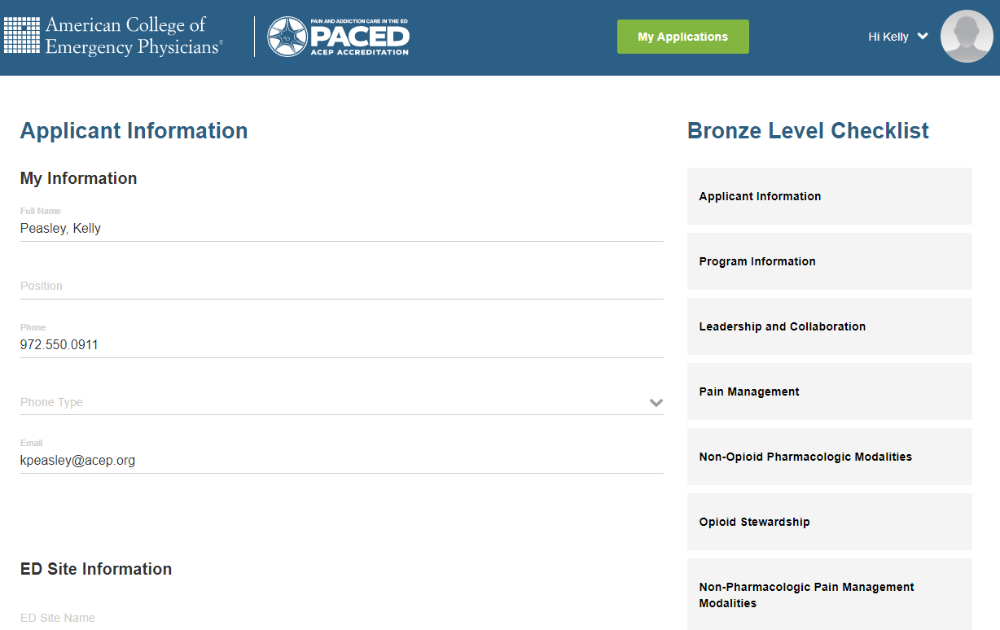 American College of
Emergency Physicians
PAIN AND ADDICTION CARE IN THE ED
PACED
ACEP ACCREDITATION
My Applications
Hi Kelly
Applicant Information
My Information
Full Name
Peasley, Kelly
Position
Phone
972.550.0911
Phone Type
Email
kpeasley@acep.org
ED Site Information
ED Site Name
Bronze Level Checklist
Applicant Information
Program Information
Leadership and Collaboration
Pain Management
Non-Opioid Pharmacologic Modalities
Opioid Stewardship
Non-Pharmacologic Pain Management
Modalities